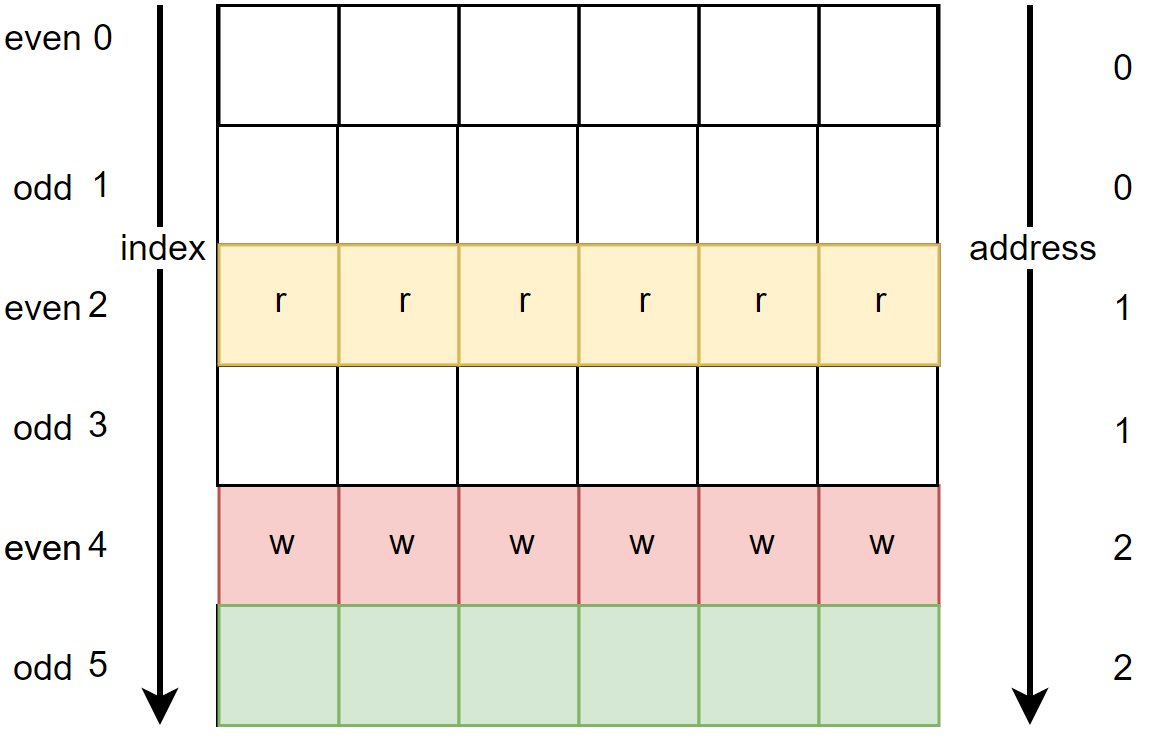 even 0
0
odd 1
0
index
address
even 2
r r r r r r
1
odd 3
1
even 4
w w w w w w
2
odd 5
2